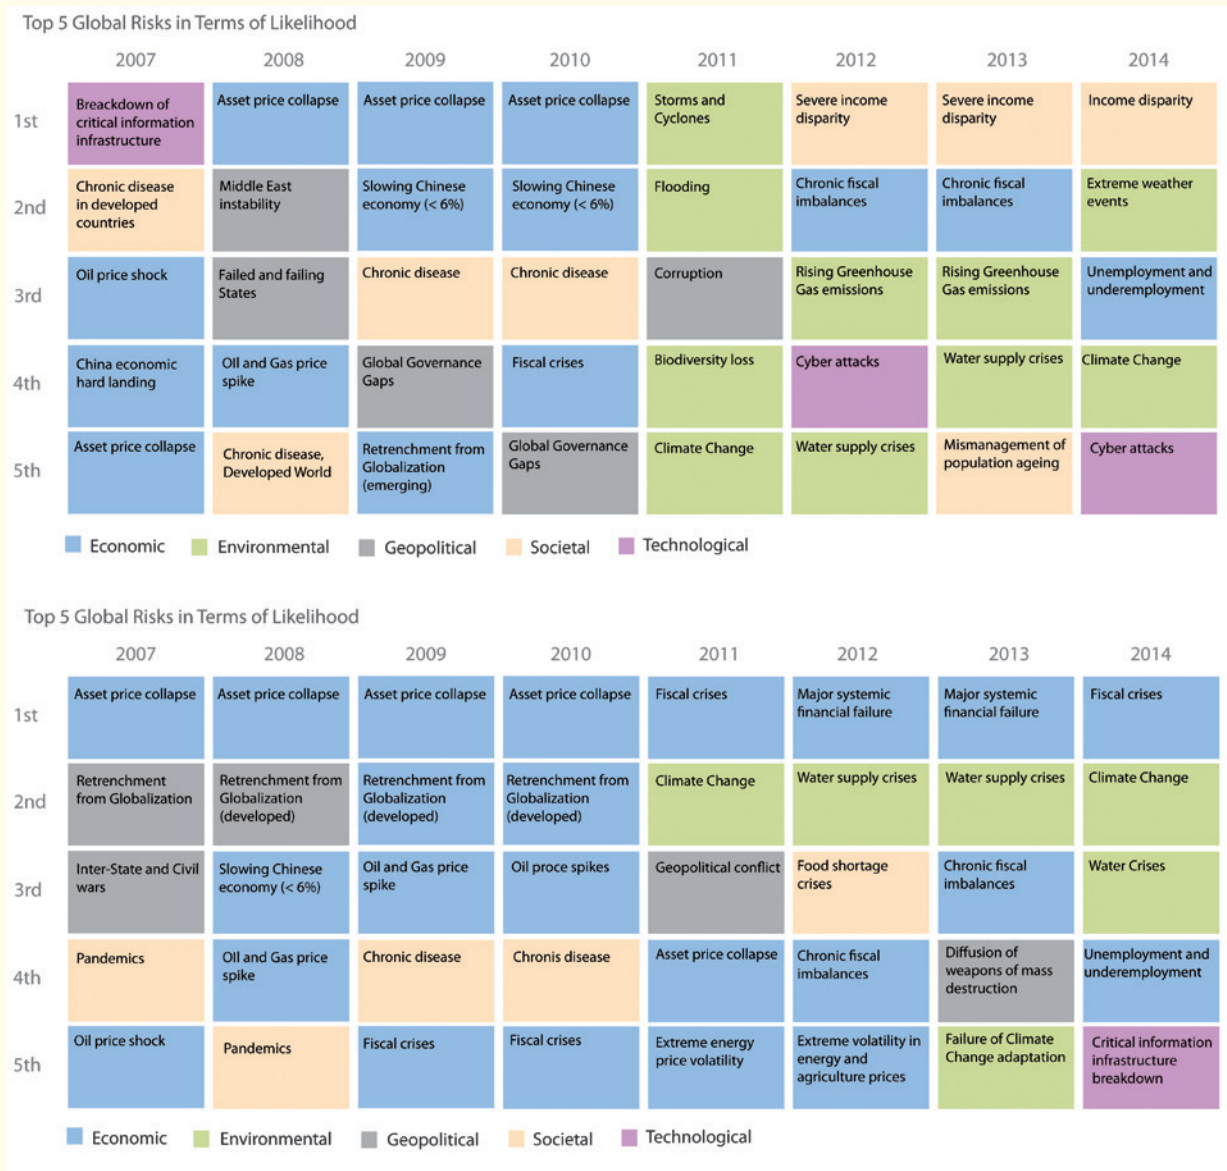 Top 5 Global Risks in Terms of Likelihood
2007 2008 2009 2010 2011 2012 2013 2014
1st
Breakdown of
critical information
infrastructure
Asset price collapse
Asset price collapse
Asset price collapse
Storms and
Cyclones
Severe income
disparity
Severe income
disparity
Income disparity
2nd
Chronic disease
in developed
countries
Middle East
instability
Slowing Chinese
economy (< 6%)
Slowing Chinese
economy (< 6%)
Flooding
Chronic fiscal
imbalances
Chronic fiscal
imbalances
Extreme weather
events
3rd
Oil price shock
Failed and failing
States
Chronic disease
Chronic disease
Corruption
Rising Greenhouse
Gas emissions
Rising Greenhouse
Gas emissions
Unemployment and
underemployment
4th
China economic
hard landing
OIl and Gas price
spike
Global Governance
Gaps
Fiscal crises
Biodiversity loss
Cyber attacks
Water supply crises
Climate Change
5th
Asset price collapse
Chronic disease,
Developed World
Retrenchment from
Globalization
(emerging)
Global Governance
Gaps
Climate Change
Water supply crises
Mismanagement of
population ageing
Cyber attacks
Economic Environmental Geopolitical Societal Technological
Top 5 Global Risks in Terms of Likelihood
2007 2008 2009 2010 2011 2012 2013 2014
1st
Asset price collapse
Asset price collapse
Asset price collapse
Asset price collapse
Fiscal crises
Major systemic
financial failure
Major systemic
financial failure
Fiscal crises
2nd
Retrenchment
from Globalization
Retrenchment from
Globalization
(developed)
Retrenchment from
Globalization
(developed)
Retrenchment from
Globalization
(developed)
Climate Change
Water supply crises
Water supply crises
Climate Change
3rd
Inter-State and Civil
wars
Slowing Chinese
economy (< 6%)
Oil and Gas price
spike
Oil proce spikes
Geopolitical conflict
Food shortage
crises
Chronic fiscal
imbalances
Water Crises
4th
Pandemics
OIl and Gas price
spike
Chronic disease
Chronis disease
Asset price collapse
Chronic fiscal
imbalances
Diffusion of
weapons of mass
destruction
Unemployment and
underemployment
5th
Oil price shock
Pandemics
Fiscal crises
Fiscal crises
Extreme energy
price volatility
Extreme volatility in
energy and
agriculture prices
Failure of Climate
Change adaptation
Critical information
infrastructure
breakdown
Economic Environmental Geopolitical Societal Technological